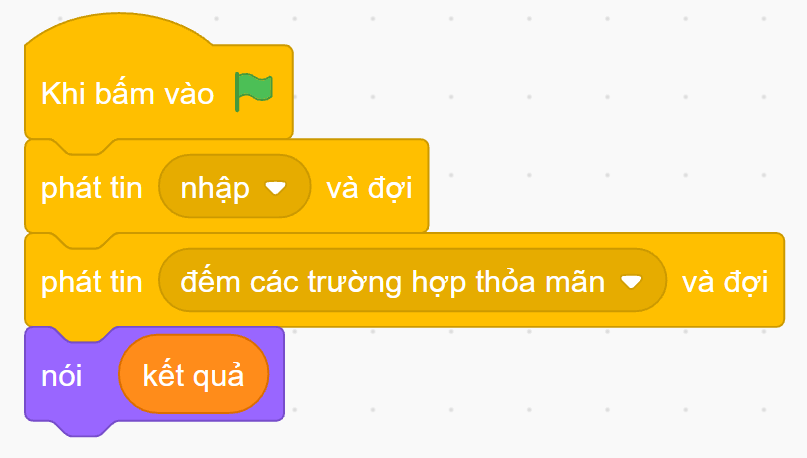 Khi bấm vào
phát tin nhập và đợi
phát tin đếm các trường hợp thỏa mãn và đợi
nói kết quả